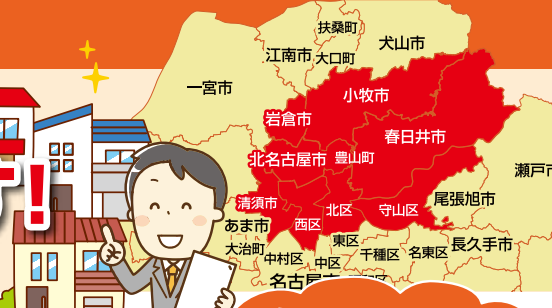 扶桑町
犬山市
江南市
大口町
一宮市
小牧市
岩倉市
春日井市
北名古屋市
豊山町
瀬戸市
清須市
北区
守山区
尾張旭市
西区
あま市
東区
長久手市
大治町
千種区
名東区
中村区
中区
!